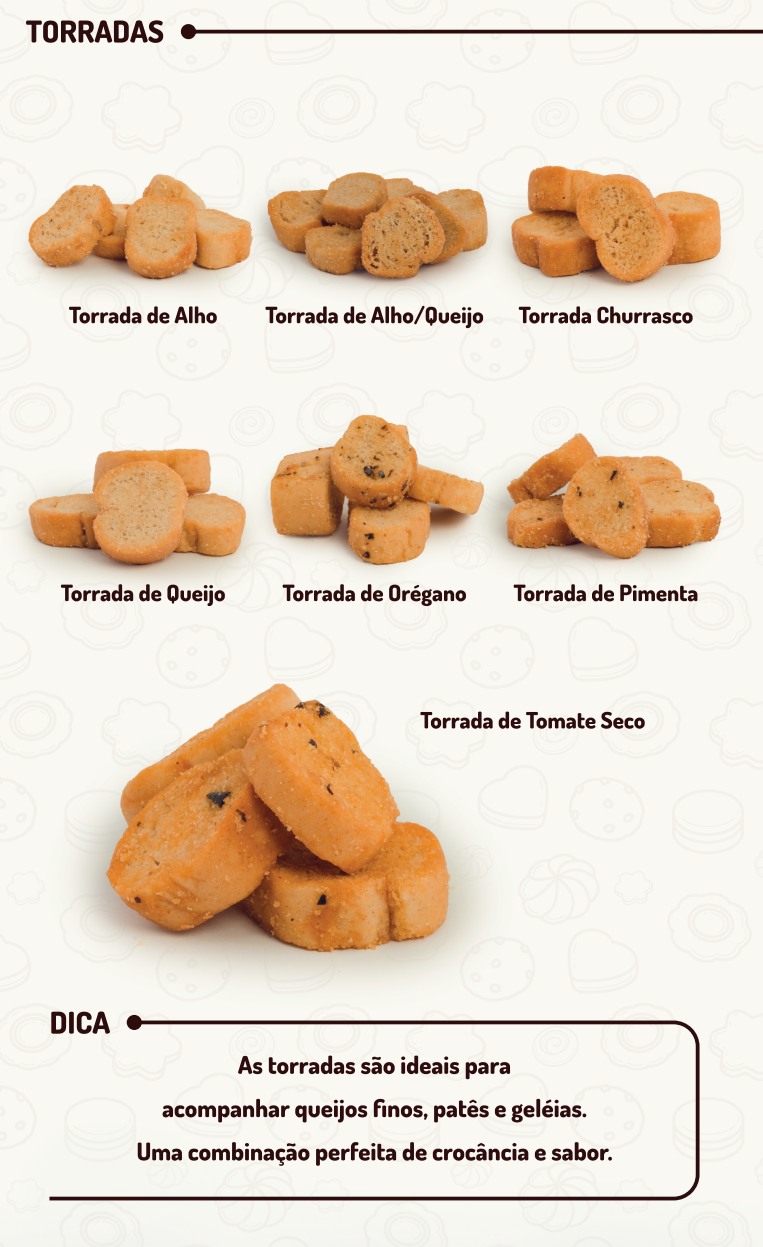 TORRADAS
Torrada de Alho
Torrada de Alho/Queijo
Torrada Churrasco
Torrada de Queijo
Torrada de Orégano
Torrada de Pimenta
Torrada de Tomate Seco
DICA
As torradas são ideais para
acompanhar queijos finos, patês e geléias.
Uma combinação perfeita de crocância e sabor.